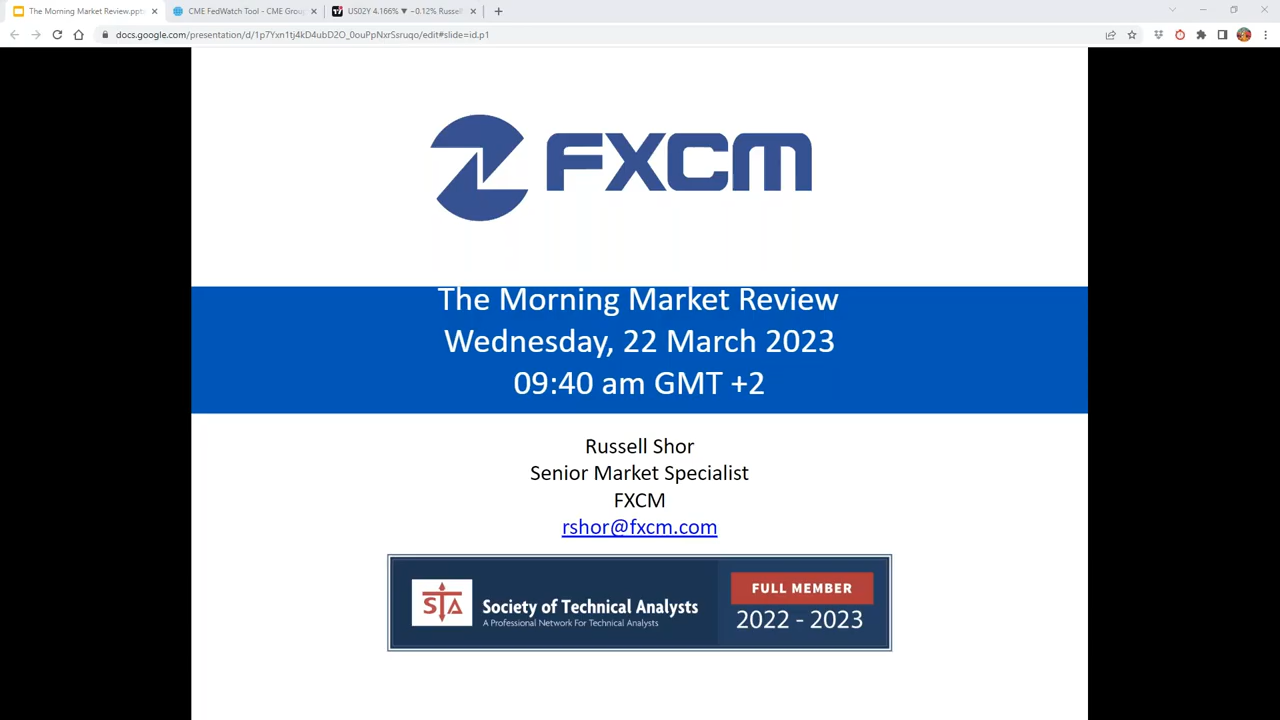 The Morning Market Review.ppt
CME FedWatch Tool - CME Grou
US02Y 4.166% ▼ −0.12% Russel
docs.google.com/presentation/d/1p7Yxn1tj4kD4ubD2O_0ouPpNxrSsruqo/edit#slide=id.p1
FXCM
The Morning Market Review
Wednesday, 22 March 2023
09:40 am GMT +2
Russell Shor
Senior Market Specialist
FXCM
rshor@fxcm.com
STA
Society of Technical Analysts
A Professional Network For Technical Analysts
FULL MEMBER
2022 - 2023